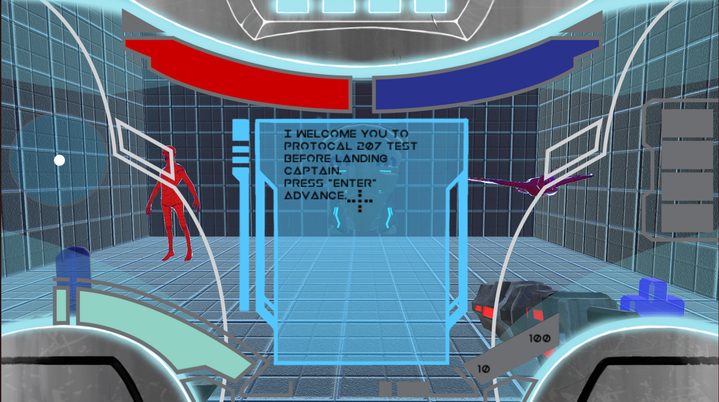 I WELCOME YOU TO
PROTOCAL 207 TEST
BEFORE LANDING
CAPTAIN.
PRESS "ENTER"
ADVANCE.
100
10